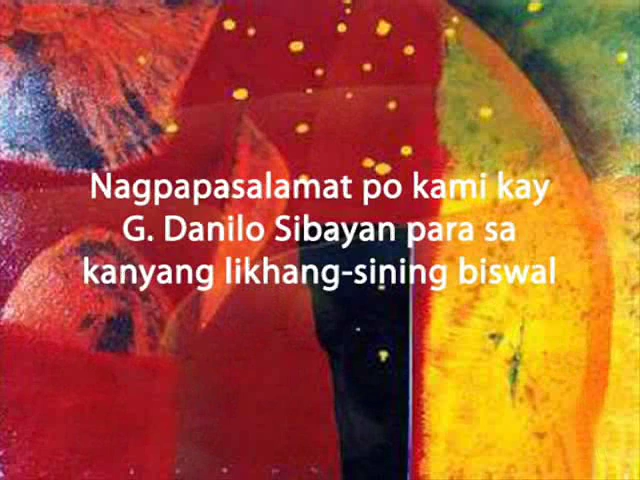 Nagpapasalamat po kami kay
G. Danilo Sibayan para sa
kanyang likhang-sining biswal